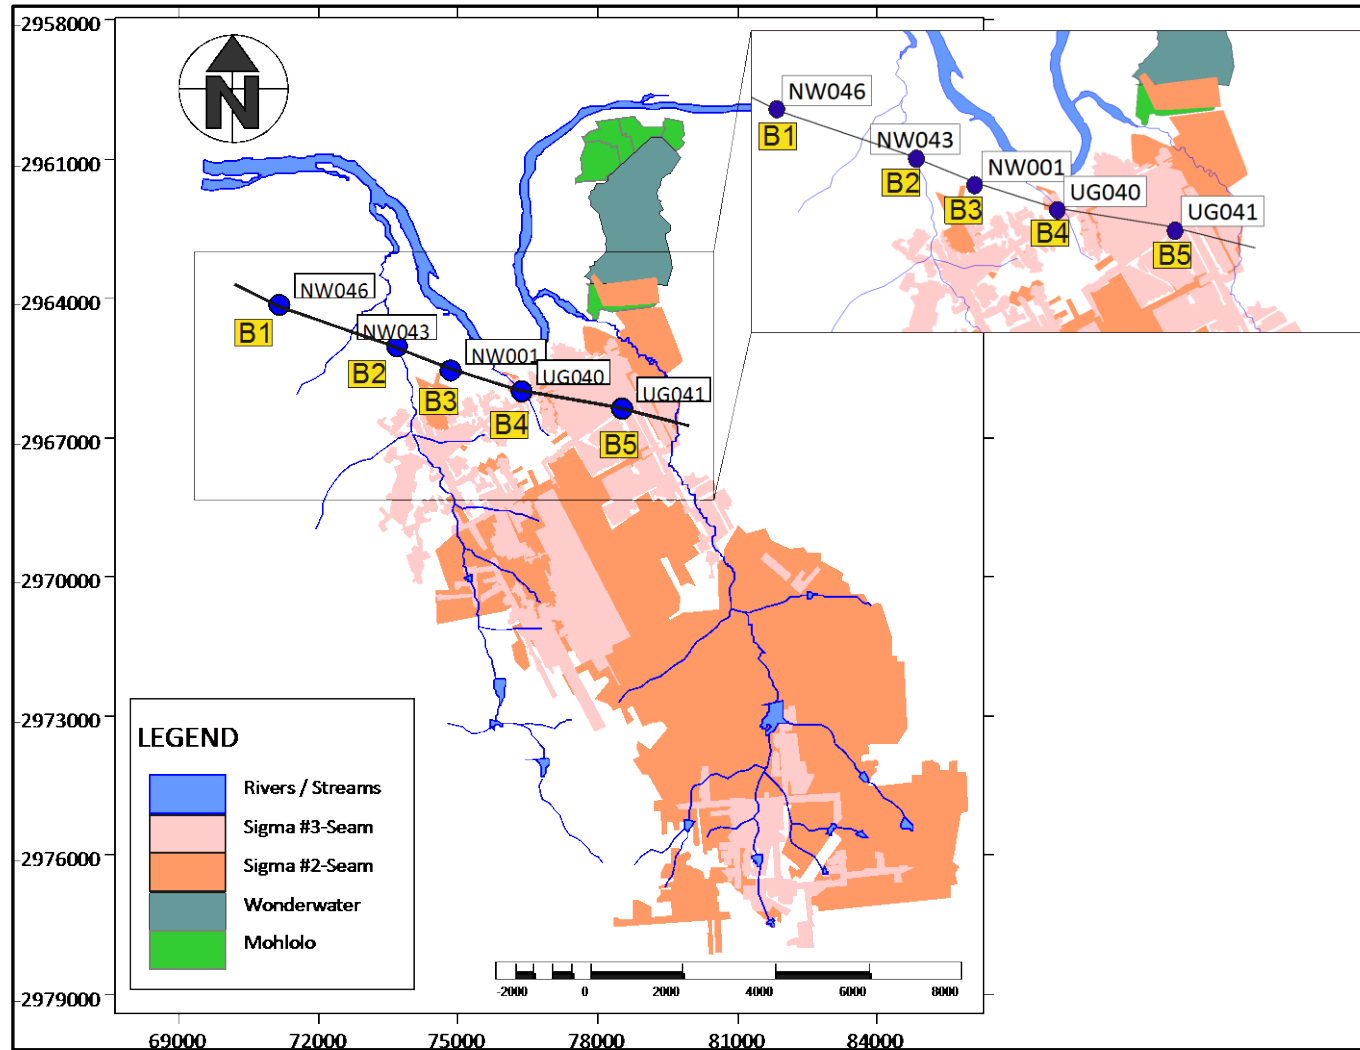 -2958000
-2961000
-2964000
-2967000
-2970000
-2973000
-2976000
-2979000
N
NW046
B1
NW043
B2
NW001
B3
UG040
B4
UG041
B5
NW046
B1
NW043
B2
NW001
B3
UG040
B4
UG041
B5
LEGEND
Rivers / Streams
Sigma #3-Seam
Sigma #2-Seam
Wonderwater
Mohlolo
-2000 0 2000 4000 6000 8000
69000 72000 75000 78000 81000 84000